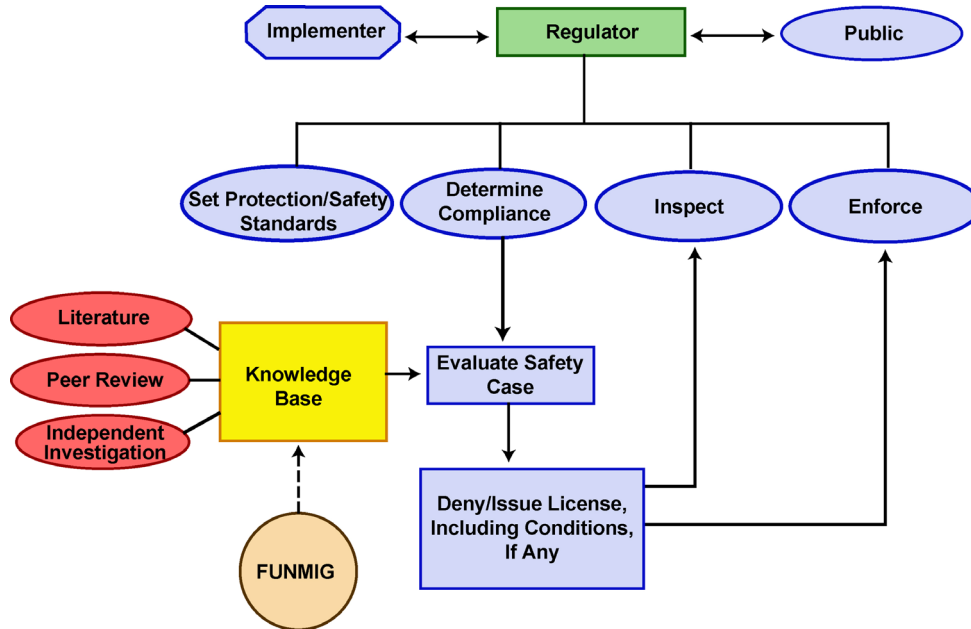 Implementer
Regulator
Public
Set Protection/Safety
Standards
Determine
Compliance
Inspect
Enforce
Literature
Peer Review
Independent
Investigation
Knowledge
Base
Evaluate Safety
Case
Deny/Issue License,
Including Conditions,
If Any
FUNMIG